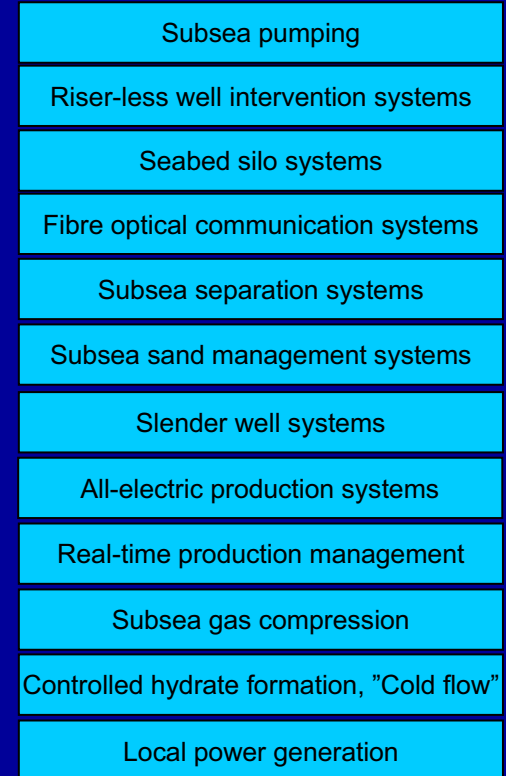 Subsea pumping
Riser-less well intervention systems
Seabed silo systems
Fibre optical communication systems
Subsea separation systems
Subsea sand management systems
Slender well systems
All-electric production systems
Real-time production management
Subsea gas compression
Controlled hydrate formation, ”Cold flow”
Local power generation